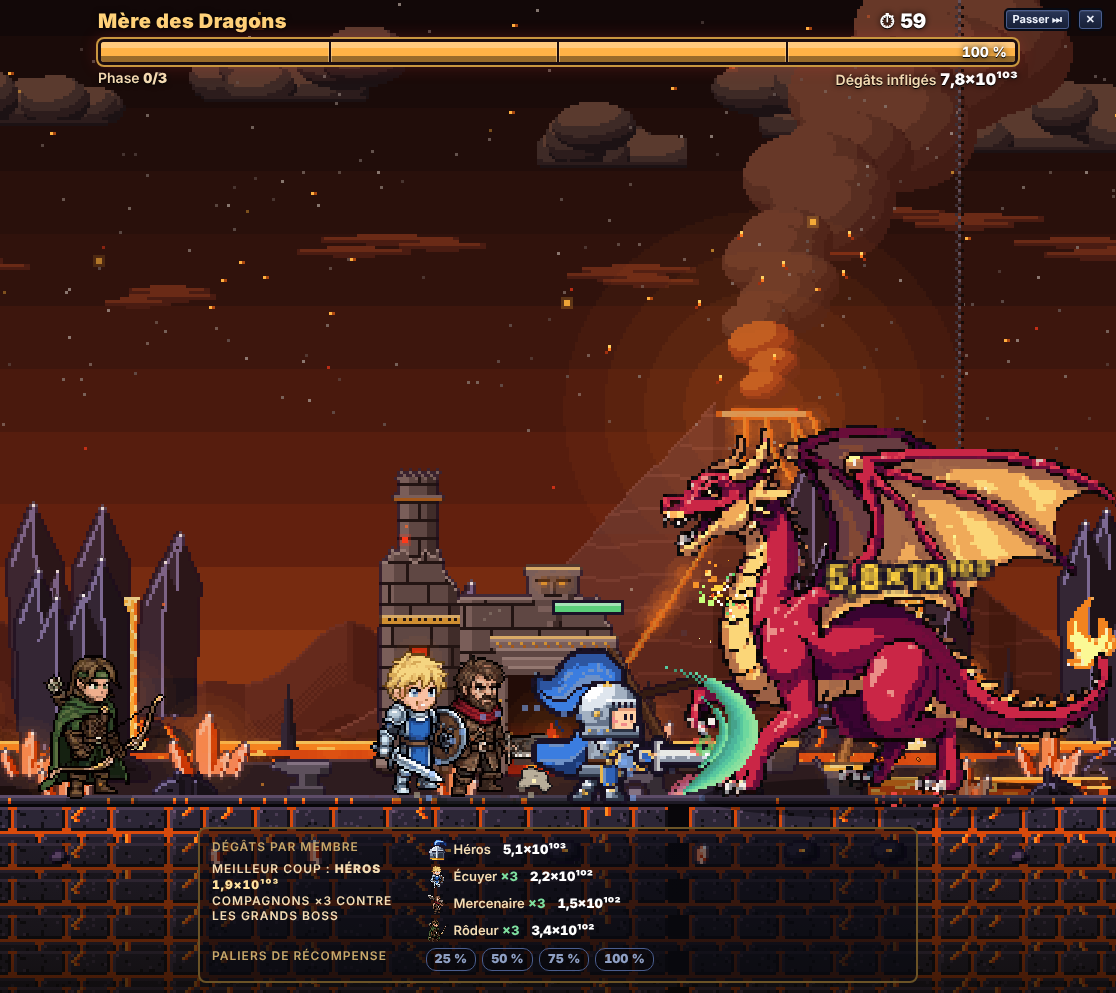 Mère des Dragons
⏱ 59
Passer ⏭
✕
100 %
Phase 0/3
Dégâts infligés 7,8×10¹⁰³
5,8×10¹⁰³
DÉGÂTS PAR MEMBRE
MEILLEUR COUP : HÉROS
1,9×10¹⁰³
COMPAGNONS ×3 CONTRE
LES GRANDS BOSS
Héros 5,1×10¹⁰³
Écuyer ×3 2,2×10¹⁰²
Mercenaire ×3 1,5×10¹⁰²
Rôdeur ×3 3,4×10¹⁰²
PALIERS DE RÉCOMPENSE
25 % 50 % 75 % 100 %